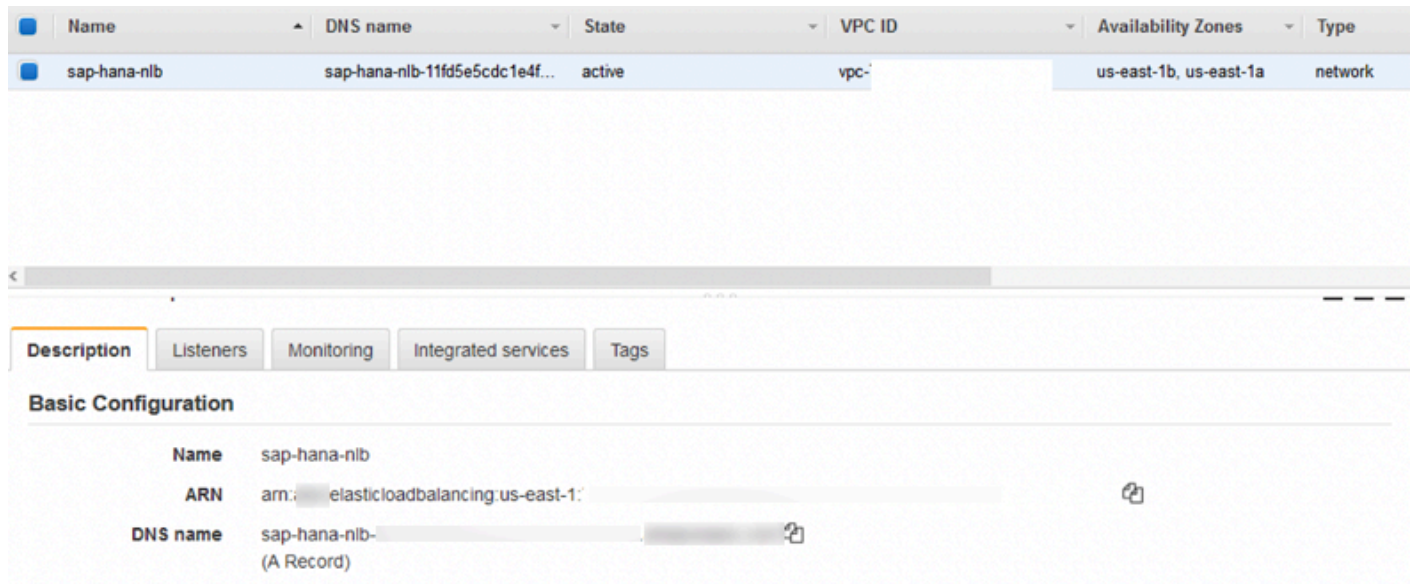 Name DNS name State VPC ID Availability Zones Type
sap-hana-nlb sap-hana-nlb-11fd5e5cdc1e4f... active vpc- us-east-1b, us-east-1a network
Description Listeners Monitoring Integrated services Tags
Basic Configuration
Name sap-hana-nlb
ARN arn: elasticloadbalancing:us-east-1:
DNS name sap-hana-nlb- .
(A Record)